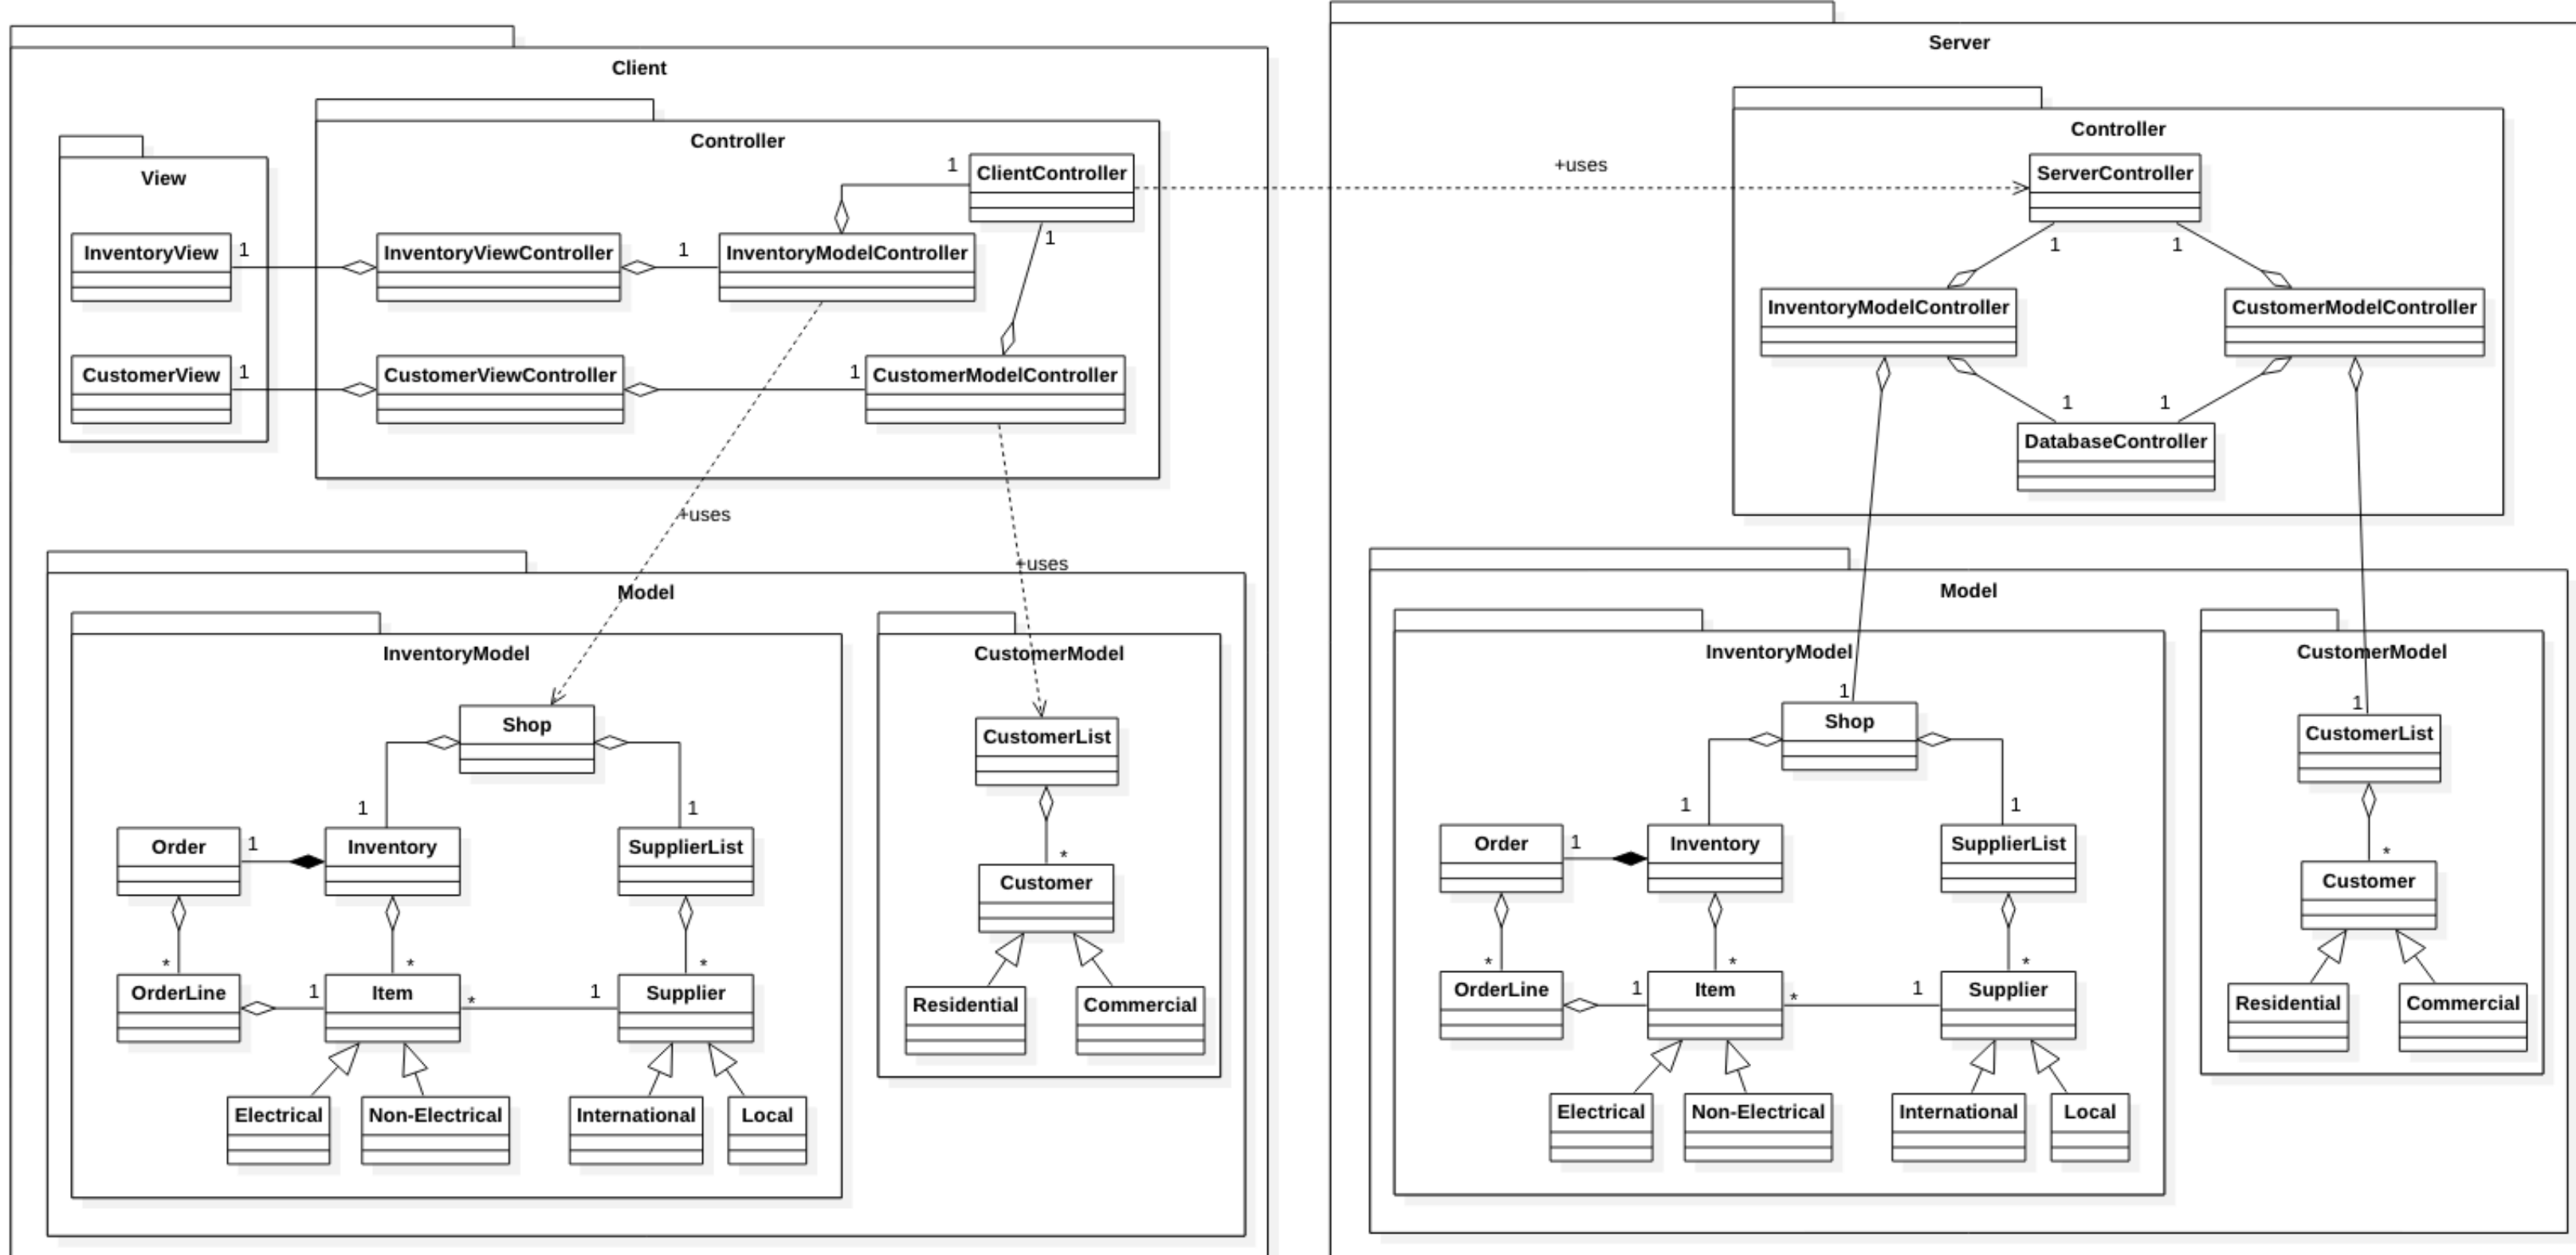 Client
View
InventoryView
1
CustomerView
1
Controller
1
ClientController
1
InventoryViewController
1
InventoryModelController
CustomerViewController
1
CustomerModelController
+uses
+uses
+uses
Model
InventoryModel
Shop
1
1
Order
1
Inventory
SupplierList
*
*
*
OrderLine
1
Item
*
1
Supplier
Electrical
Non-Electrical
International
Local
CustomerModel
CustomerList
*
Customer
Residential
Commercial
Server
Controller
ServerController
1
1
InventoryModelController
CustomerModelController
1
1
DatabaseController
Model
InventoryModel
1
Shop
1
1
Order
1
Inventory
SupplierList
*
*
*
OrderLine
1
Item
*
1
Supplier
Electrical
Non-Electrical
International
Local
CustomerModel
1
CustomerList
*
Customer
Residential
Commercial